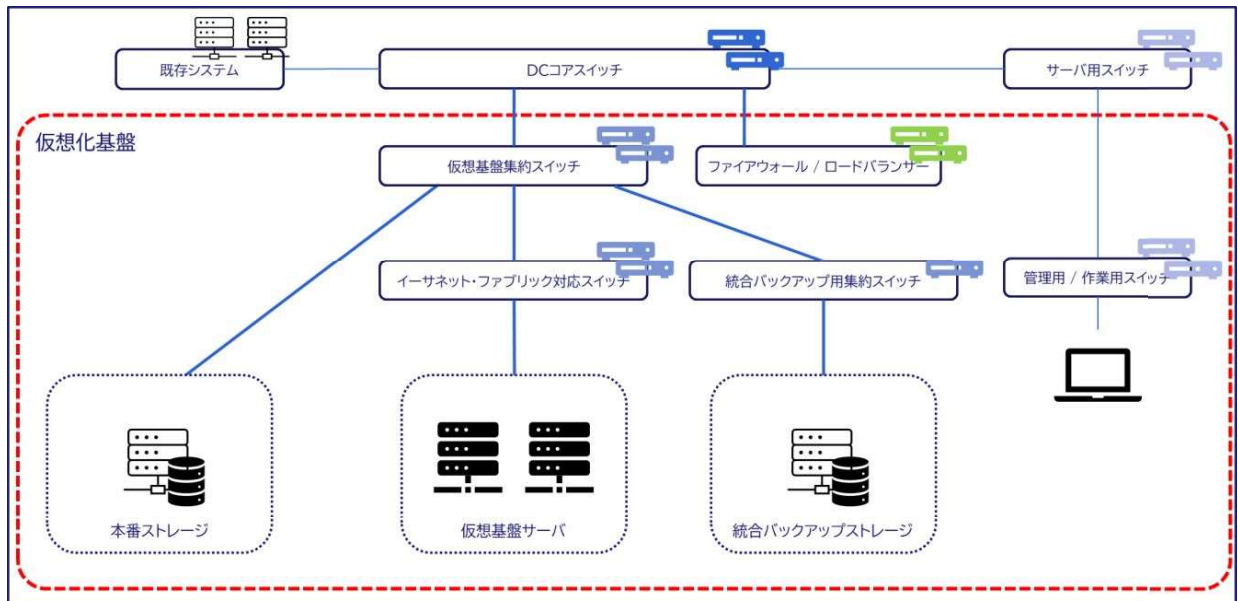 既存システム
DCコアスイッチ
サーバ用スイッチ
仮想化基盤
仮想基盤集約スイッチ
ファイアウォール / ロードバランサー
イーサネット・ファブリック対応スイッチ
統合バックアップ用集約スイッチ
管理用 / 作業用スイッチ
本番ストレージ
仮想基盤サーバ
統合バックアップストレージ